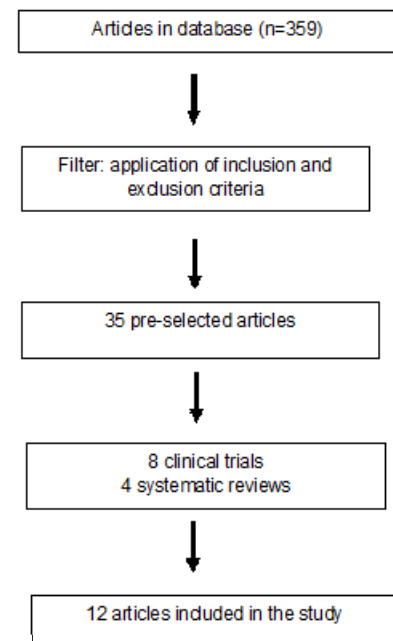 Articles in database (n=359)
Filter: application of inclusion and
exclusion criteria
35 pre-selected articles
8 clinical trials
4 systematic reviews
12 articles included in the study